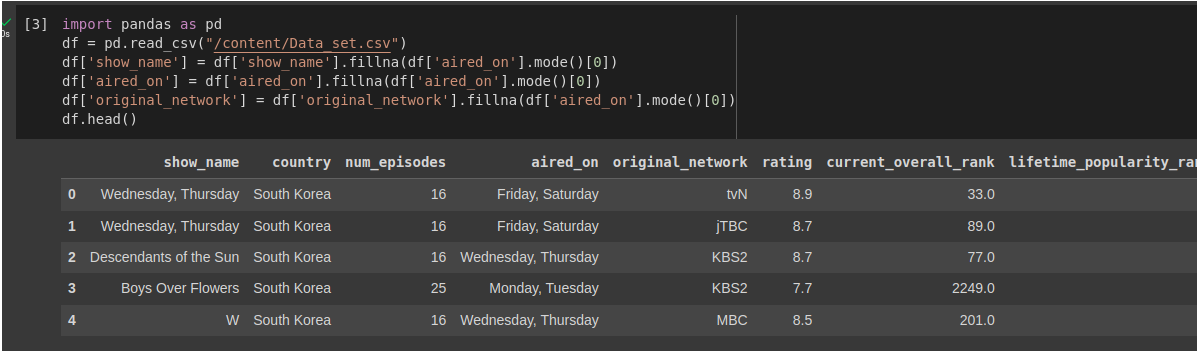 [3] import pandas as pd
0s df = pd.read_csv("/content/Data_set.csv")
df['show_name'] = df['show_name'].fillna(df['aired_on'].mode()[0])
df['aired_on'] = df['aired_on'].fillna(df['aired_on'].mode()[0])
df['original_network'] = df['original_network'].fillna(df['aired_on'].mode()[0])
df.head()
show_name country num_episodes aired_on original_network rating current_overall_rank lifetime_popularity_ran
0 Wednesday, Thursday South Korea 16 Friday, Saturday tvN 8.9 33.0
1 Wednesday, Thursday South Korea 16 Friday, Saturday jTBC 8.7 89.0
2 Descendants of the Sun South Korea 16 Wednesday, Thursday KBS2 8.7 77.0
3 Boys Over Flowers South Korea 25 Monday, Tuesday KBS2 7.7 2249.0
4 W South Korea 16 Wednesday, Thursday MBC 8.5 201.0